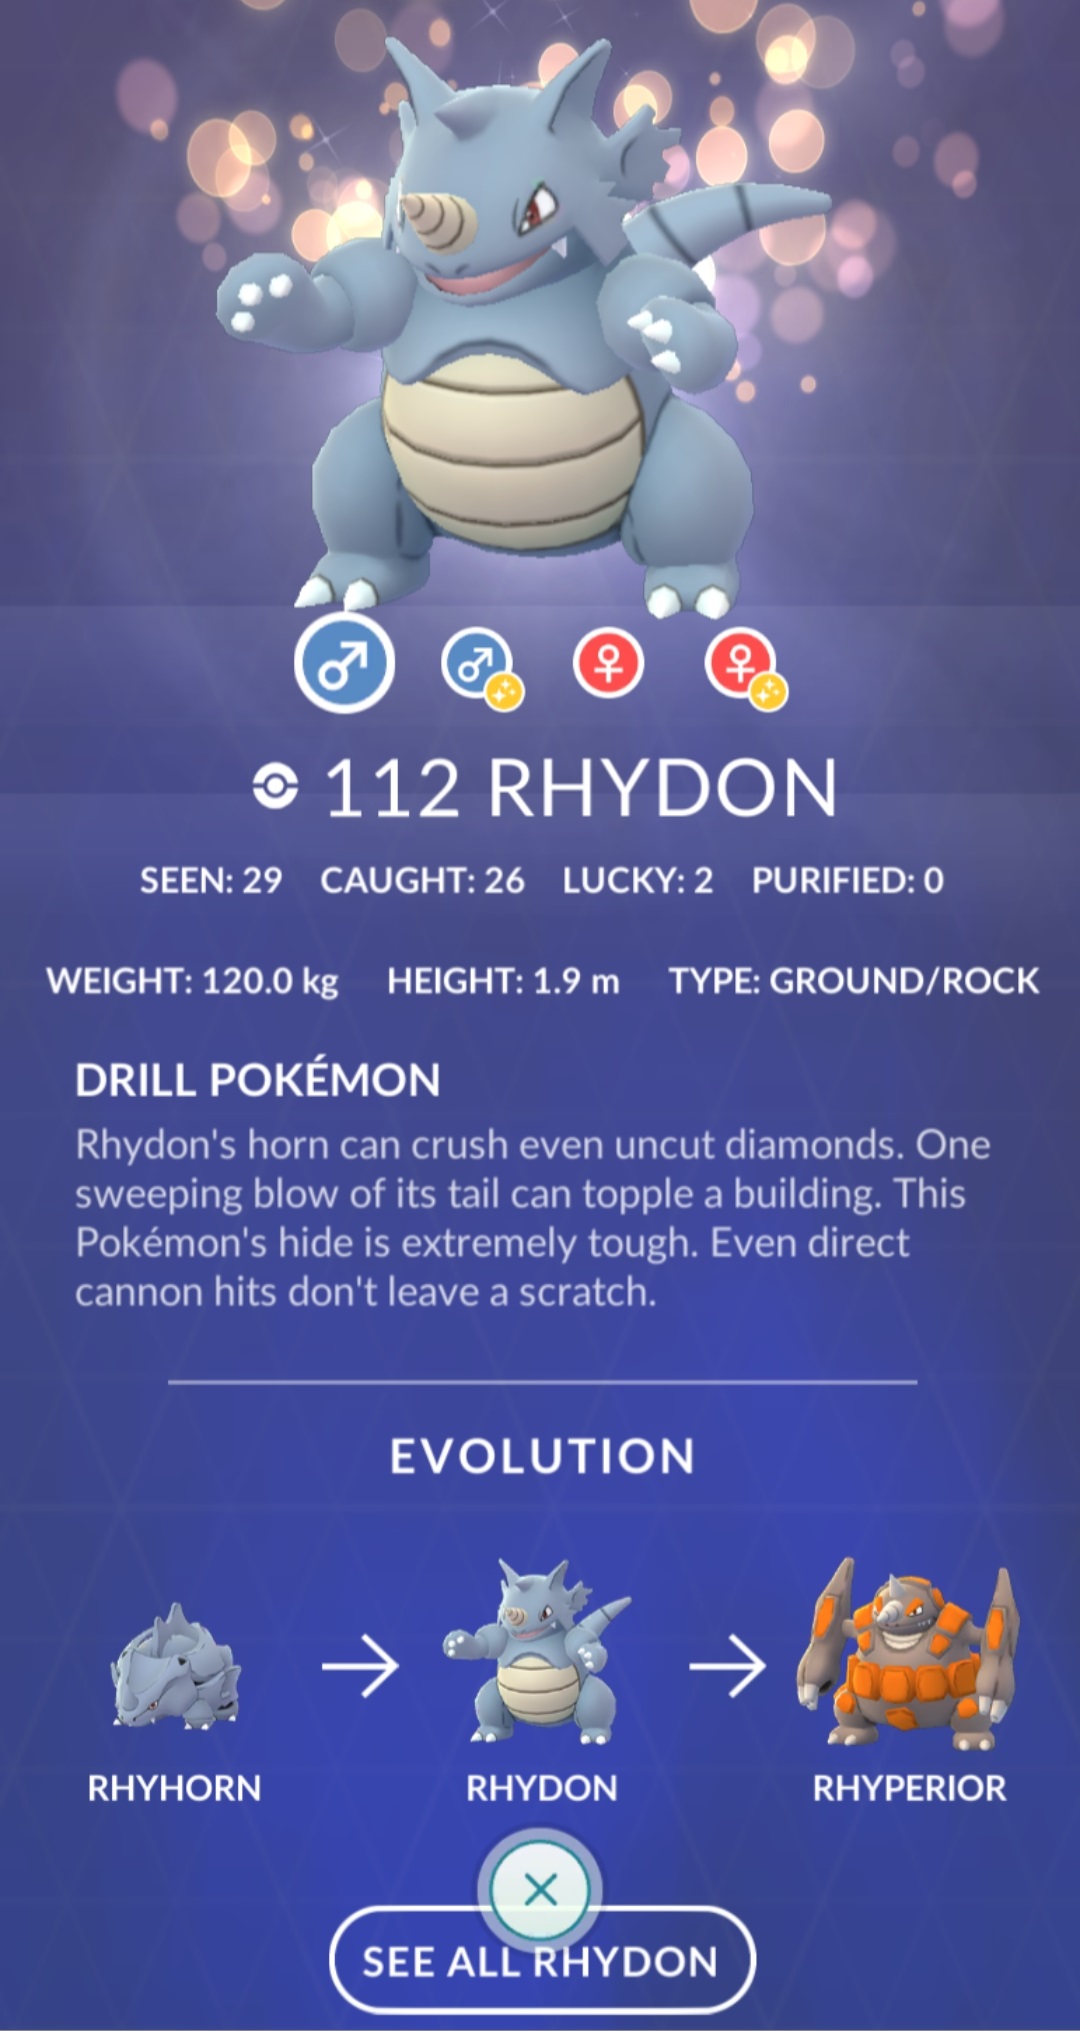 112 RHYDON
SEEN: 29 CAUGHT: 26 LUCKY: 2 PURIFIED: 0
WEIGHT: 120.0 kg HEIGHT: 1.9 m TYPE: GROUND/ROCK
DRILL POKÉMON
Rhydon's horn can crush even uncut diamonds. One
sweeping blow of its tail can topple a building. This
Pokémon's hide is extremely tough. Even direct
cannon hits don't leave a scratch.
EVOLUTION
RHYHORN RHYDON RHYPERIOR
SEE ALL RHYDON